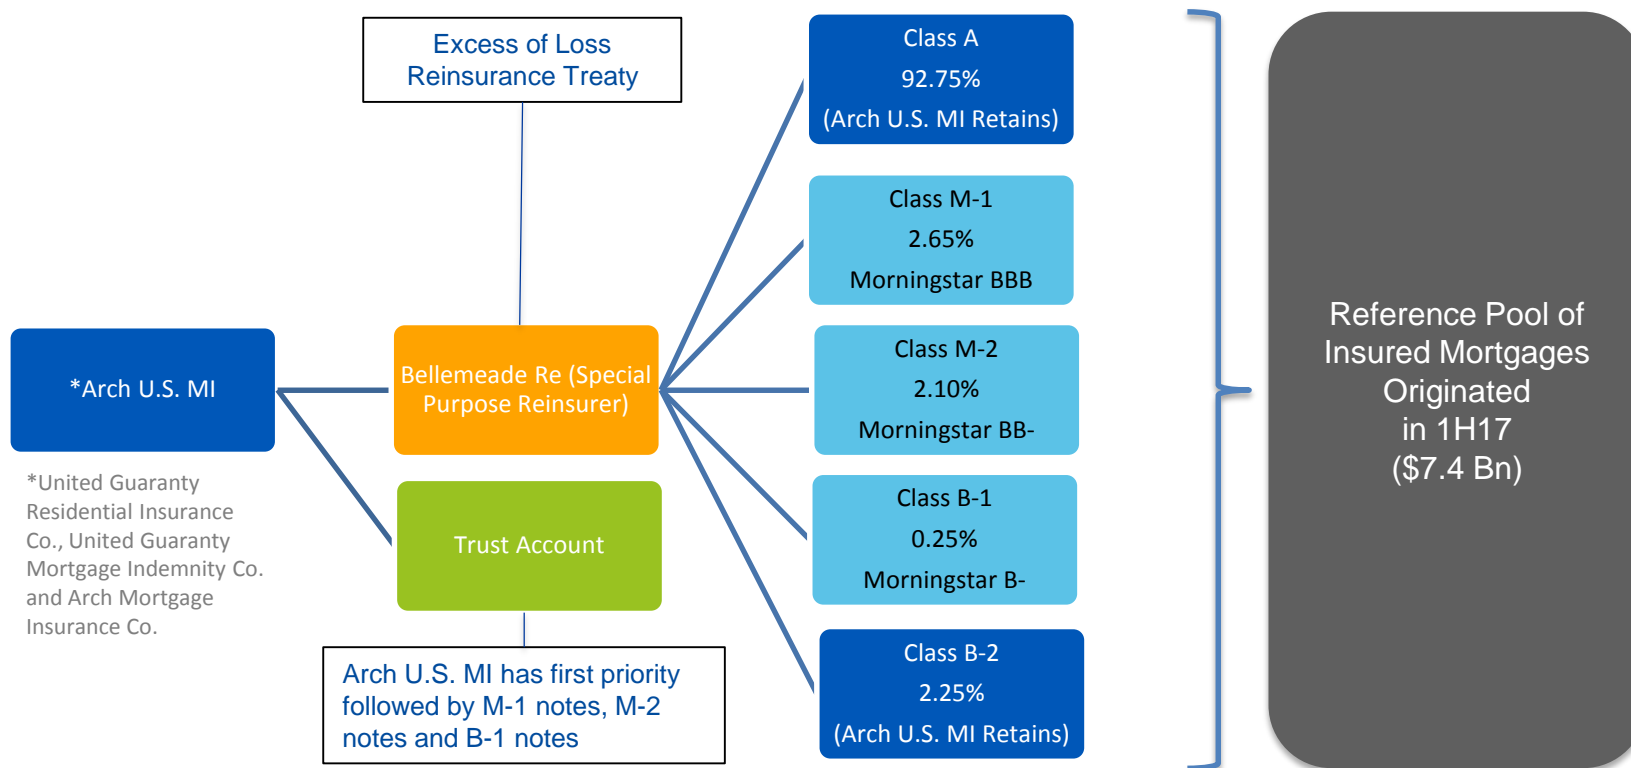 Excess of Loss
Reinsurance Treaty
*Arch U.S. MI
*United Guaranty
Residential Insurance
Co., United Guaranty
Mortgage Indemnity Co.
and Arch Mortgage
Insurance Co.
Bellemeade Re (Special
Purpose Reinsurer)
Trust Account
Arch U.S. MI has first priority
followed by M-1 notes, M-2
notes and B-1 notes
Class A
92.75%
(Arch U.S. MI Retains)
Class M-1
2.65%
Morningstar BBB
Class M-2
2.10%
Morningstar BB-
Class B-1
0.25%
Morningstar B-
Class B-2
2.25%
(Arch U.S. MI Retains)
Reference Pool of
Insured Mortgages
Originated
in 1H17
($7.4 Bn)